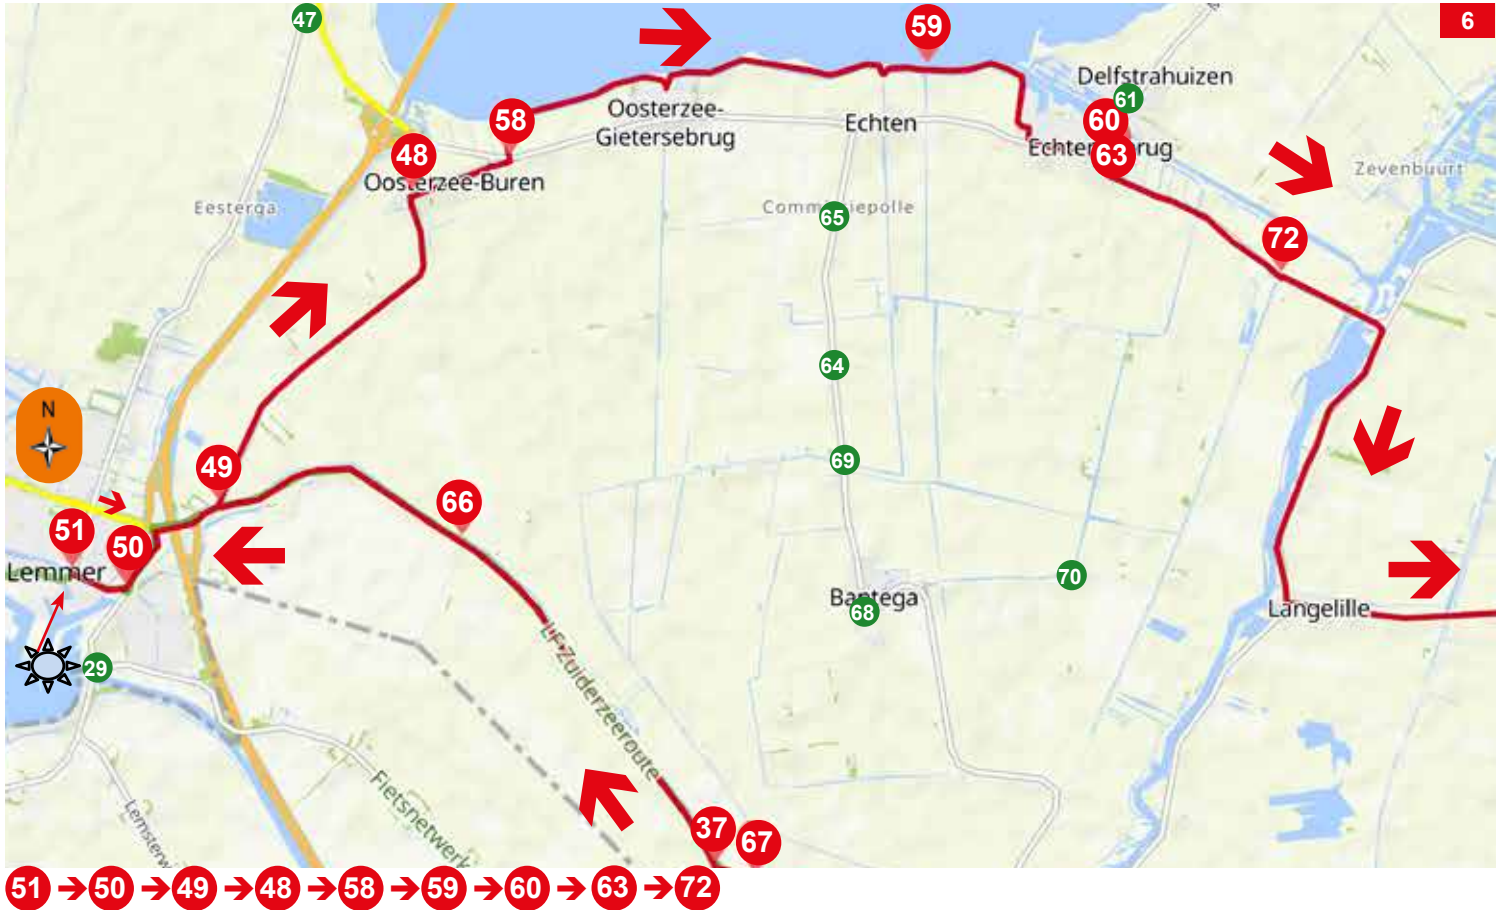 47
59
6
Delfstrahuizen
61
58
Oosterzee-
Gietersebrug
Echten
60
63
48
Oosterzee-Buren
Zevenbuurt
Eesterga
65
72
64
N
49
69
66
51
50
Lemmer
70
Bantega
68
Langelille
29
LF-Zuiderzeeroute
Fietsnetwerk
37
67
51 → 50 → 49 → 48 → 58 → 59 → 60 → 63 → 72